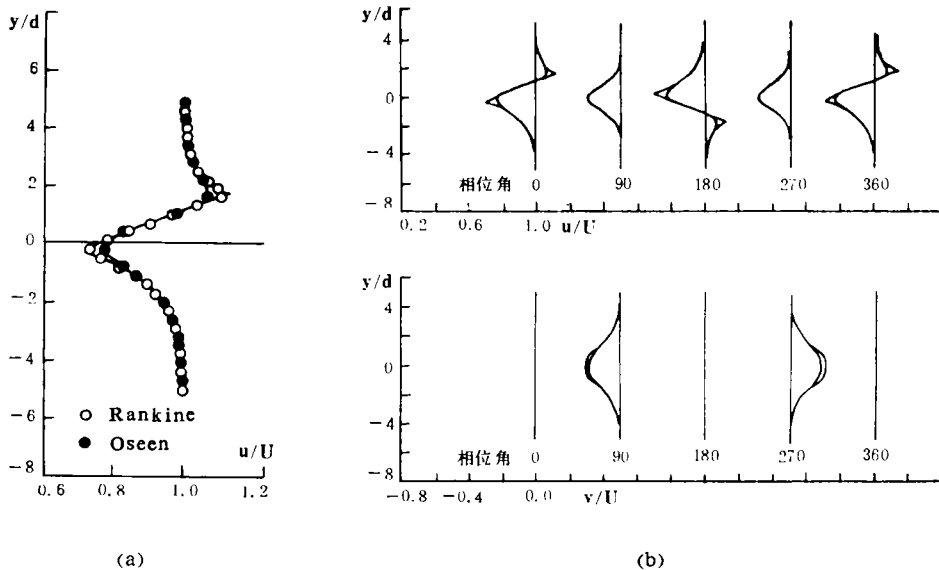 y/d
6
4
2
0
-2
-4
-6
-8
○ Rankine
● Oseen
u/U
0.6 0.8 1.0 1.2
(a)
y/d
4
0
-4
-8
相位角 0 90 180 270 360
0.2 0.6 1.0 u/U
y/d
4
0
-4
-8
相位角 0 90 180 270 360
-0.8 -0.4 0.0 v/U
(b)